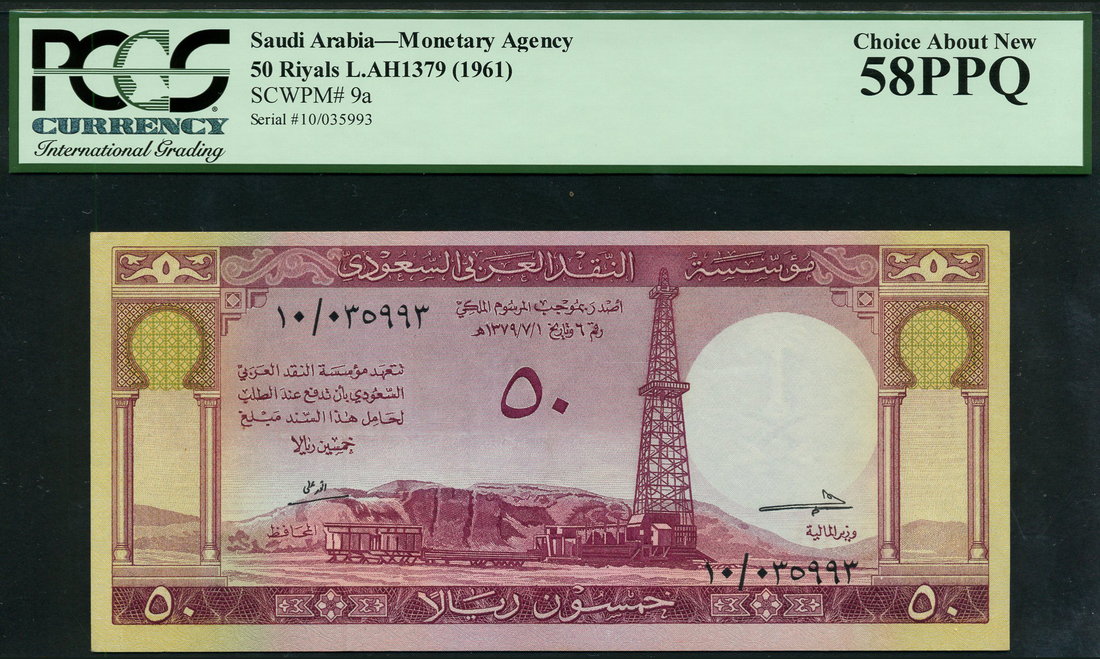 PCGS
CURRENCY
International Grading
Saudi Arabia—Monetary Agency
50 Riyals L.AH1379 (1961)
SCWPM# 9a
Serial #10/035993
Choice About New
58PPQ
مؤسسة النقد العربي السعودي
٥ ٥
١٠/٠٣٥٩٩٣
أصدر بموجب المرسوم الملكي
رقم ٦ وتاريخ ١٣٧٩/٧/١ھ
تتعهد مؤسسة النقد العربي
السعودي بأن تدفع عند الطلب
لحامل هذا السند مبلغ
خمسين ريالا
٥٠
المحافظ
وزير المالية
١٠/٠٣٥٩٩٣
٥٠ خمسون ريالا ٥٠